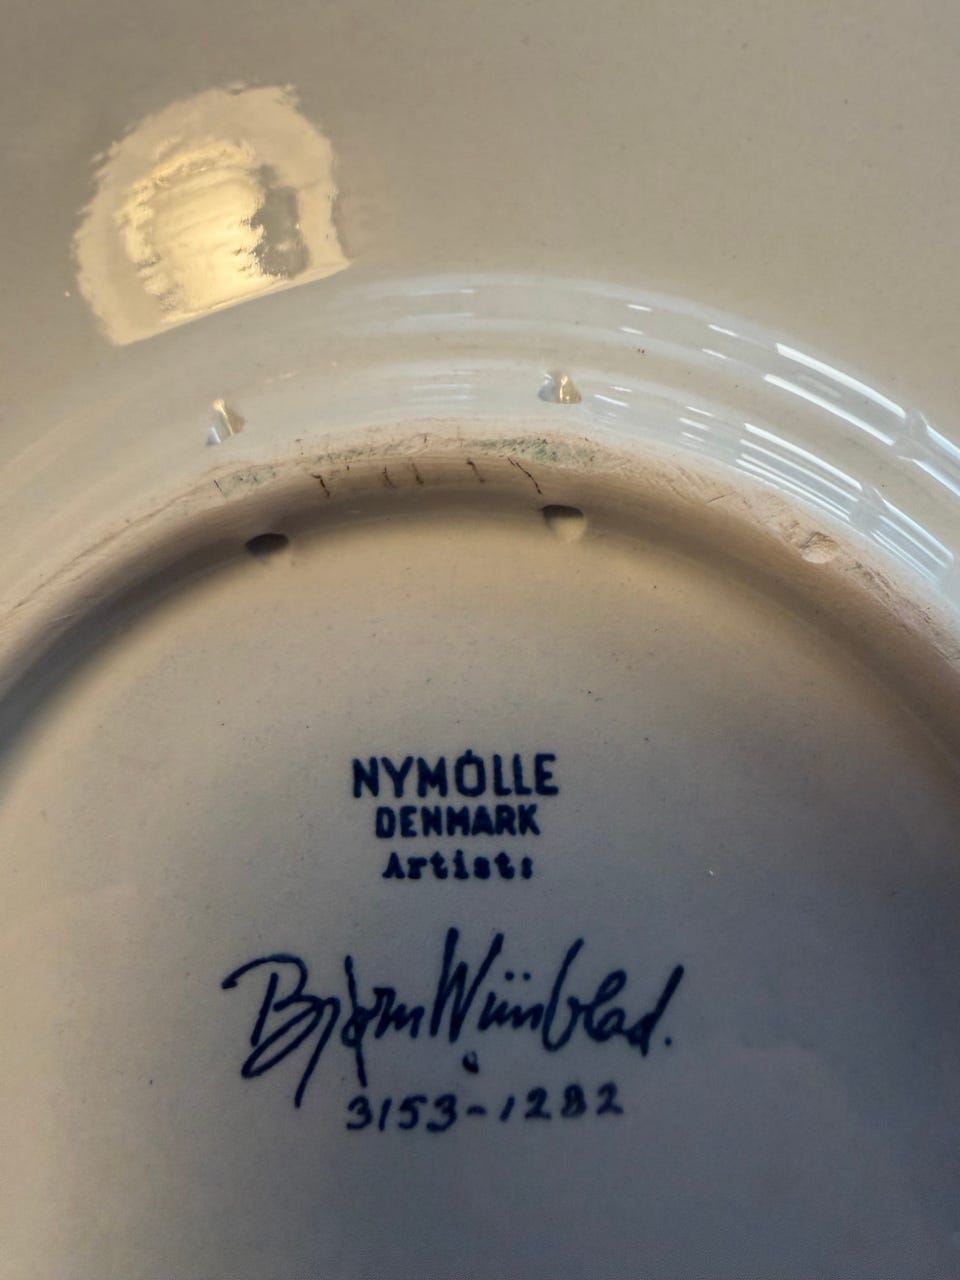 NYMÖLLE
DENMARK
Artist:
Bjørn Wiinblad.
3153-1282